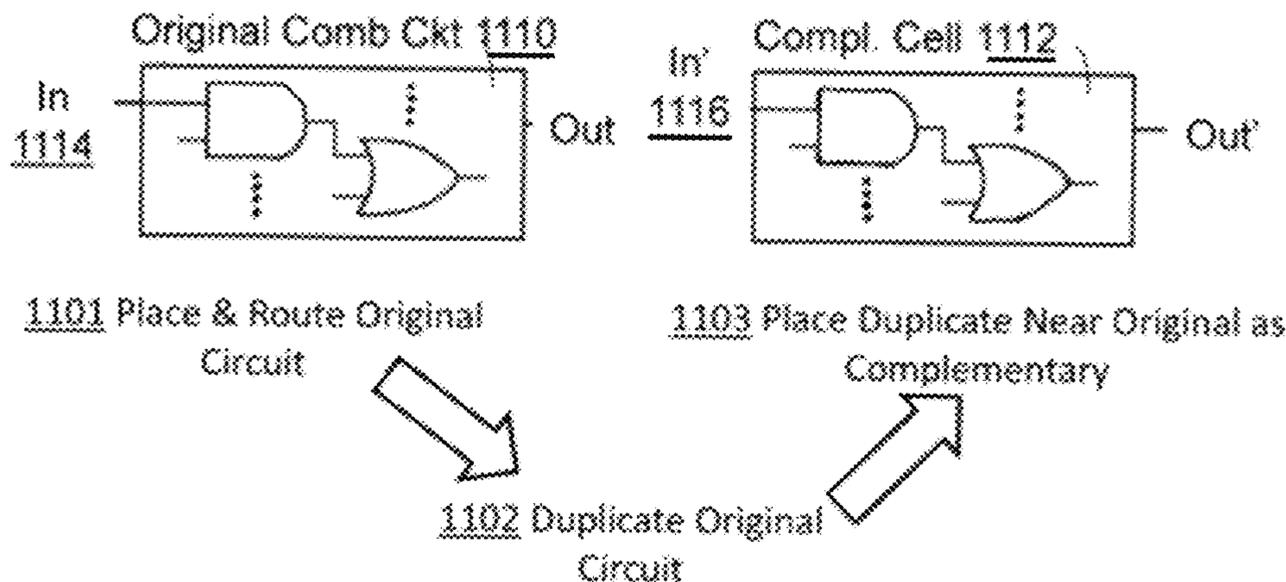 Original Comb Ckt 1110
In
1114
Out
Compl. Cell 1112
In'
1116
Out'
1101 Place & Route Original
Circuit
1103 Place Duplicate Near Original as
Complementary
1102 Duplicate Original
Circuit